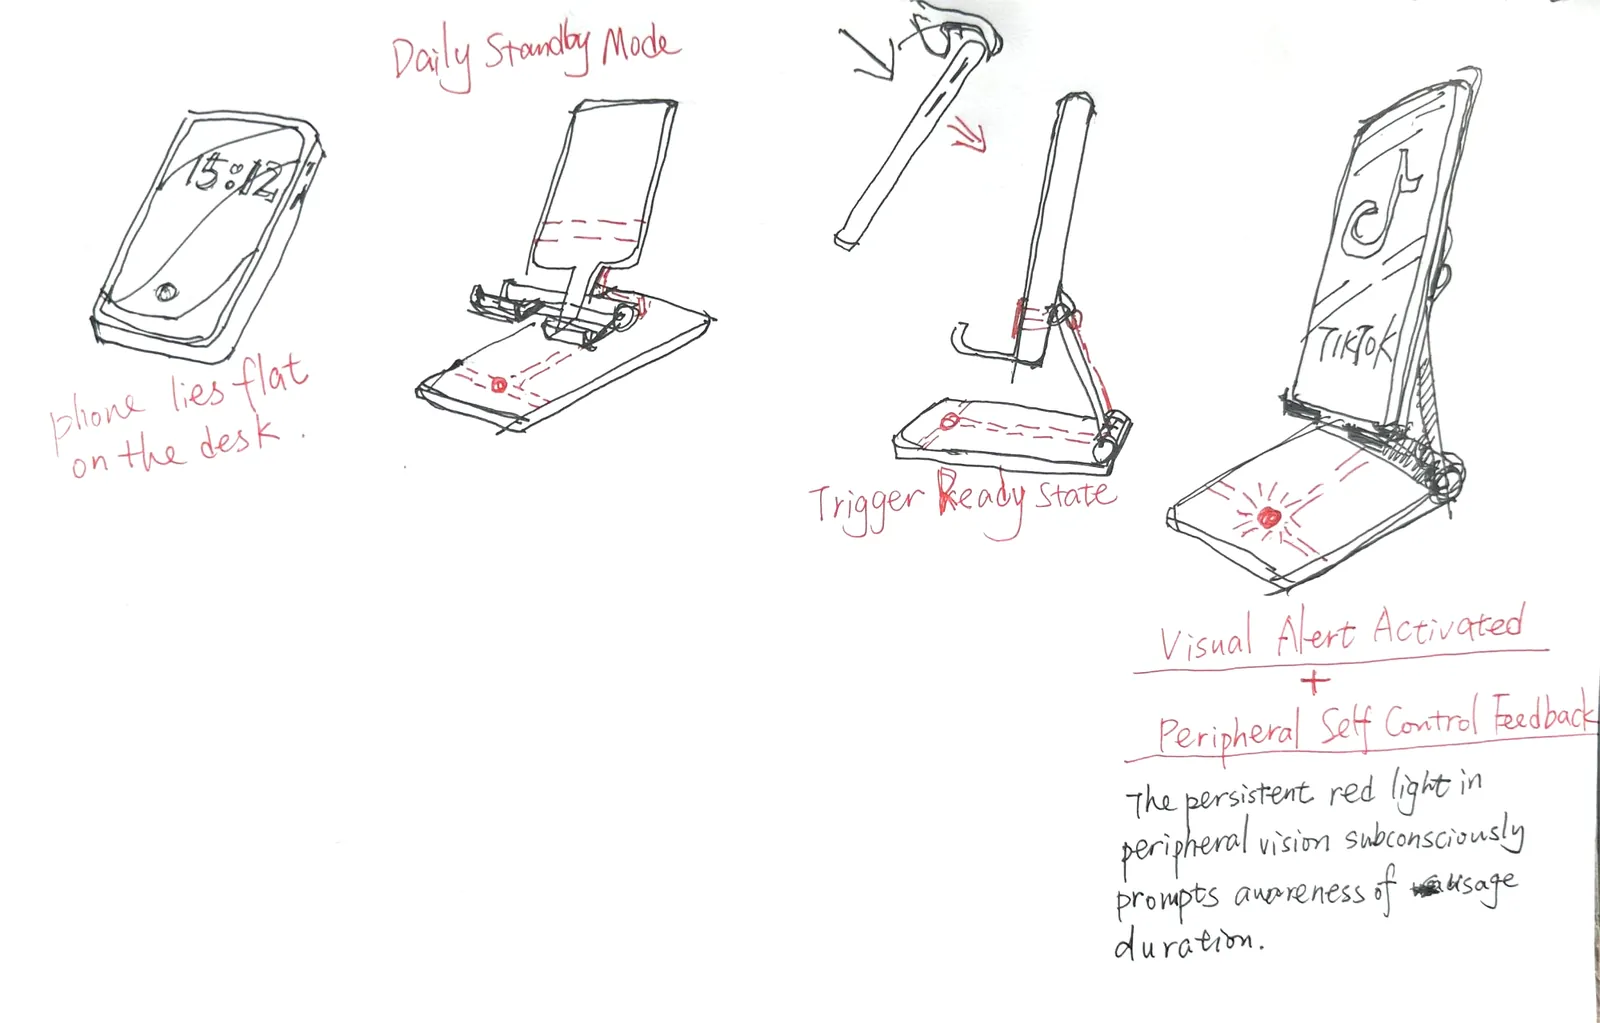 Daily Standby Mode
15:12
phone lies flat
on the desk.
Trigger Ready State
TikTok
Visual Alert Activated
+
Peripheral Self Control Feedback
The persistent red light in
peripheral vision subconsciously
prompts awareness of usage
duration.